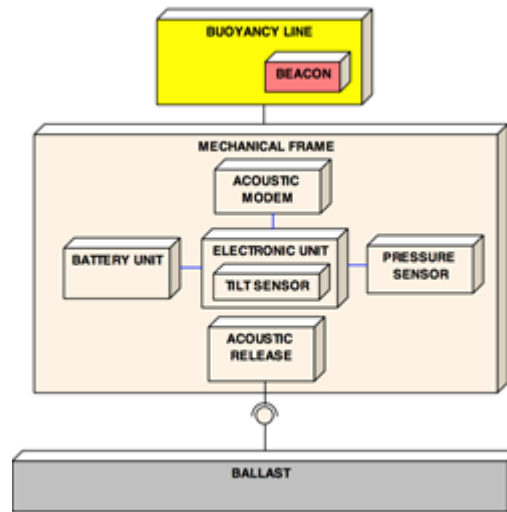 BUOYANCY LINE
BEACON
MECHANICAL FRAME
ACOUSTIC
MODEM
BATTERY UNIT
ELECTRONIC UNIT
TILT SENSOR
PRESSURE
SENSOR
ACOUSTIC
RELEASE
BALLAST